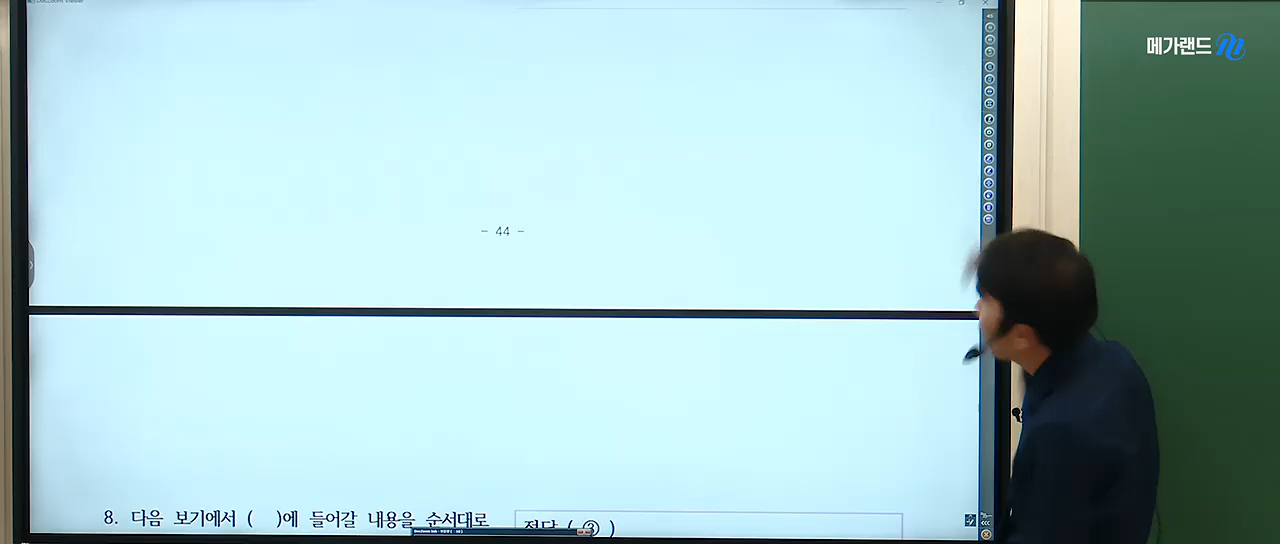 메가랜드
- 44 -
8. 다음 보기에서 (  )에 들어갈 내용을 순서대로
정답 ( ③ )